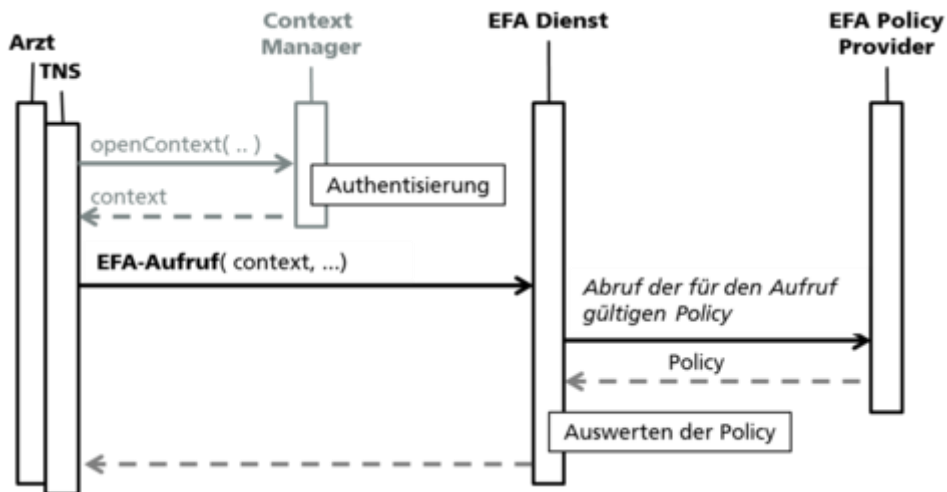 Context
Manager
EFA Dienst
EFA Policy
Provider
Arzt
TNS
openContext( .. )
Authentisierung
context
EFA-Aufruf( context, ...)
Abruf der für den Aufruf
gültigen Policy
Policy
Auswerten der Policy